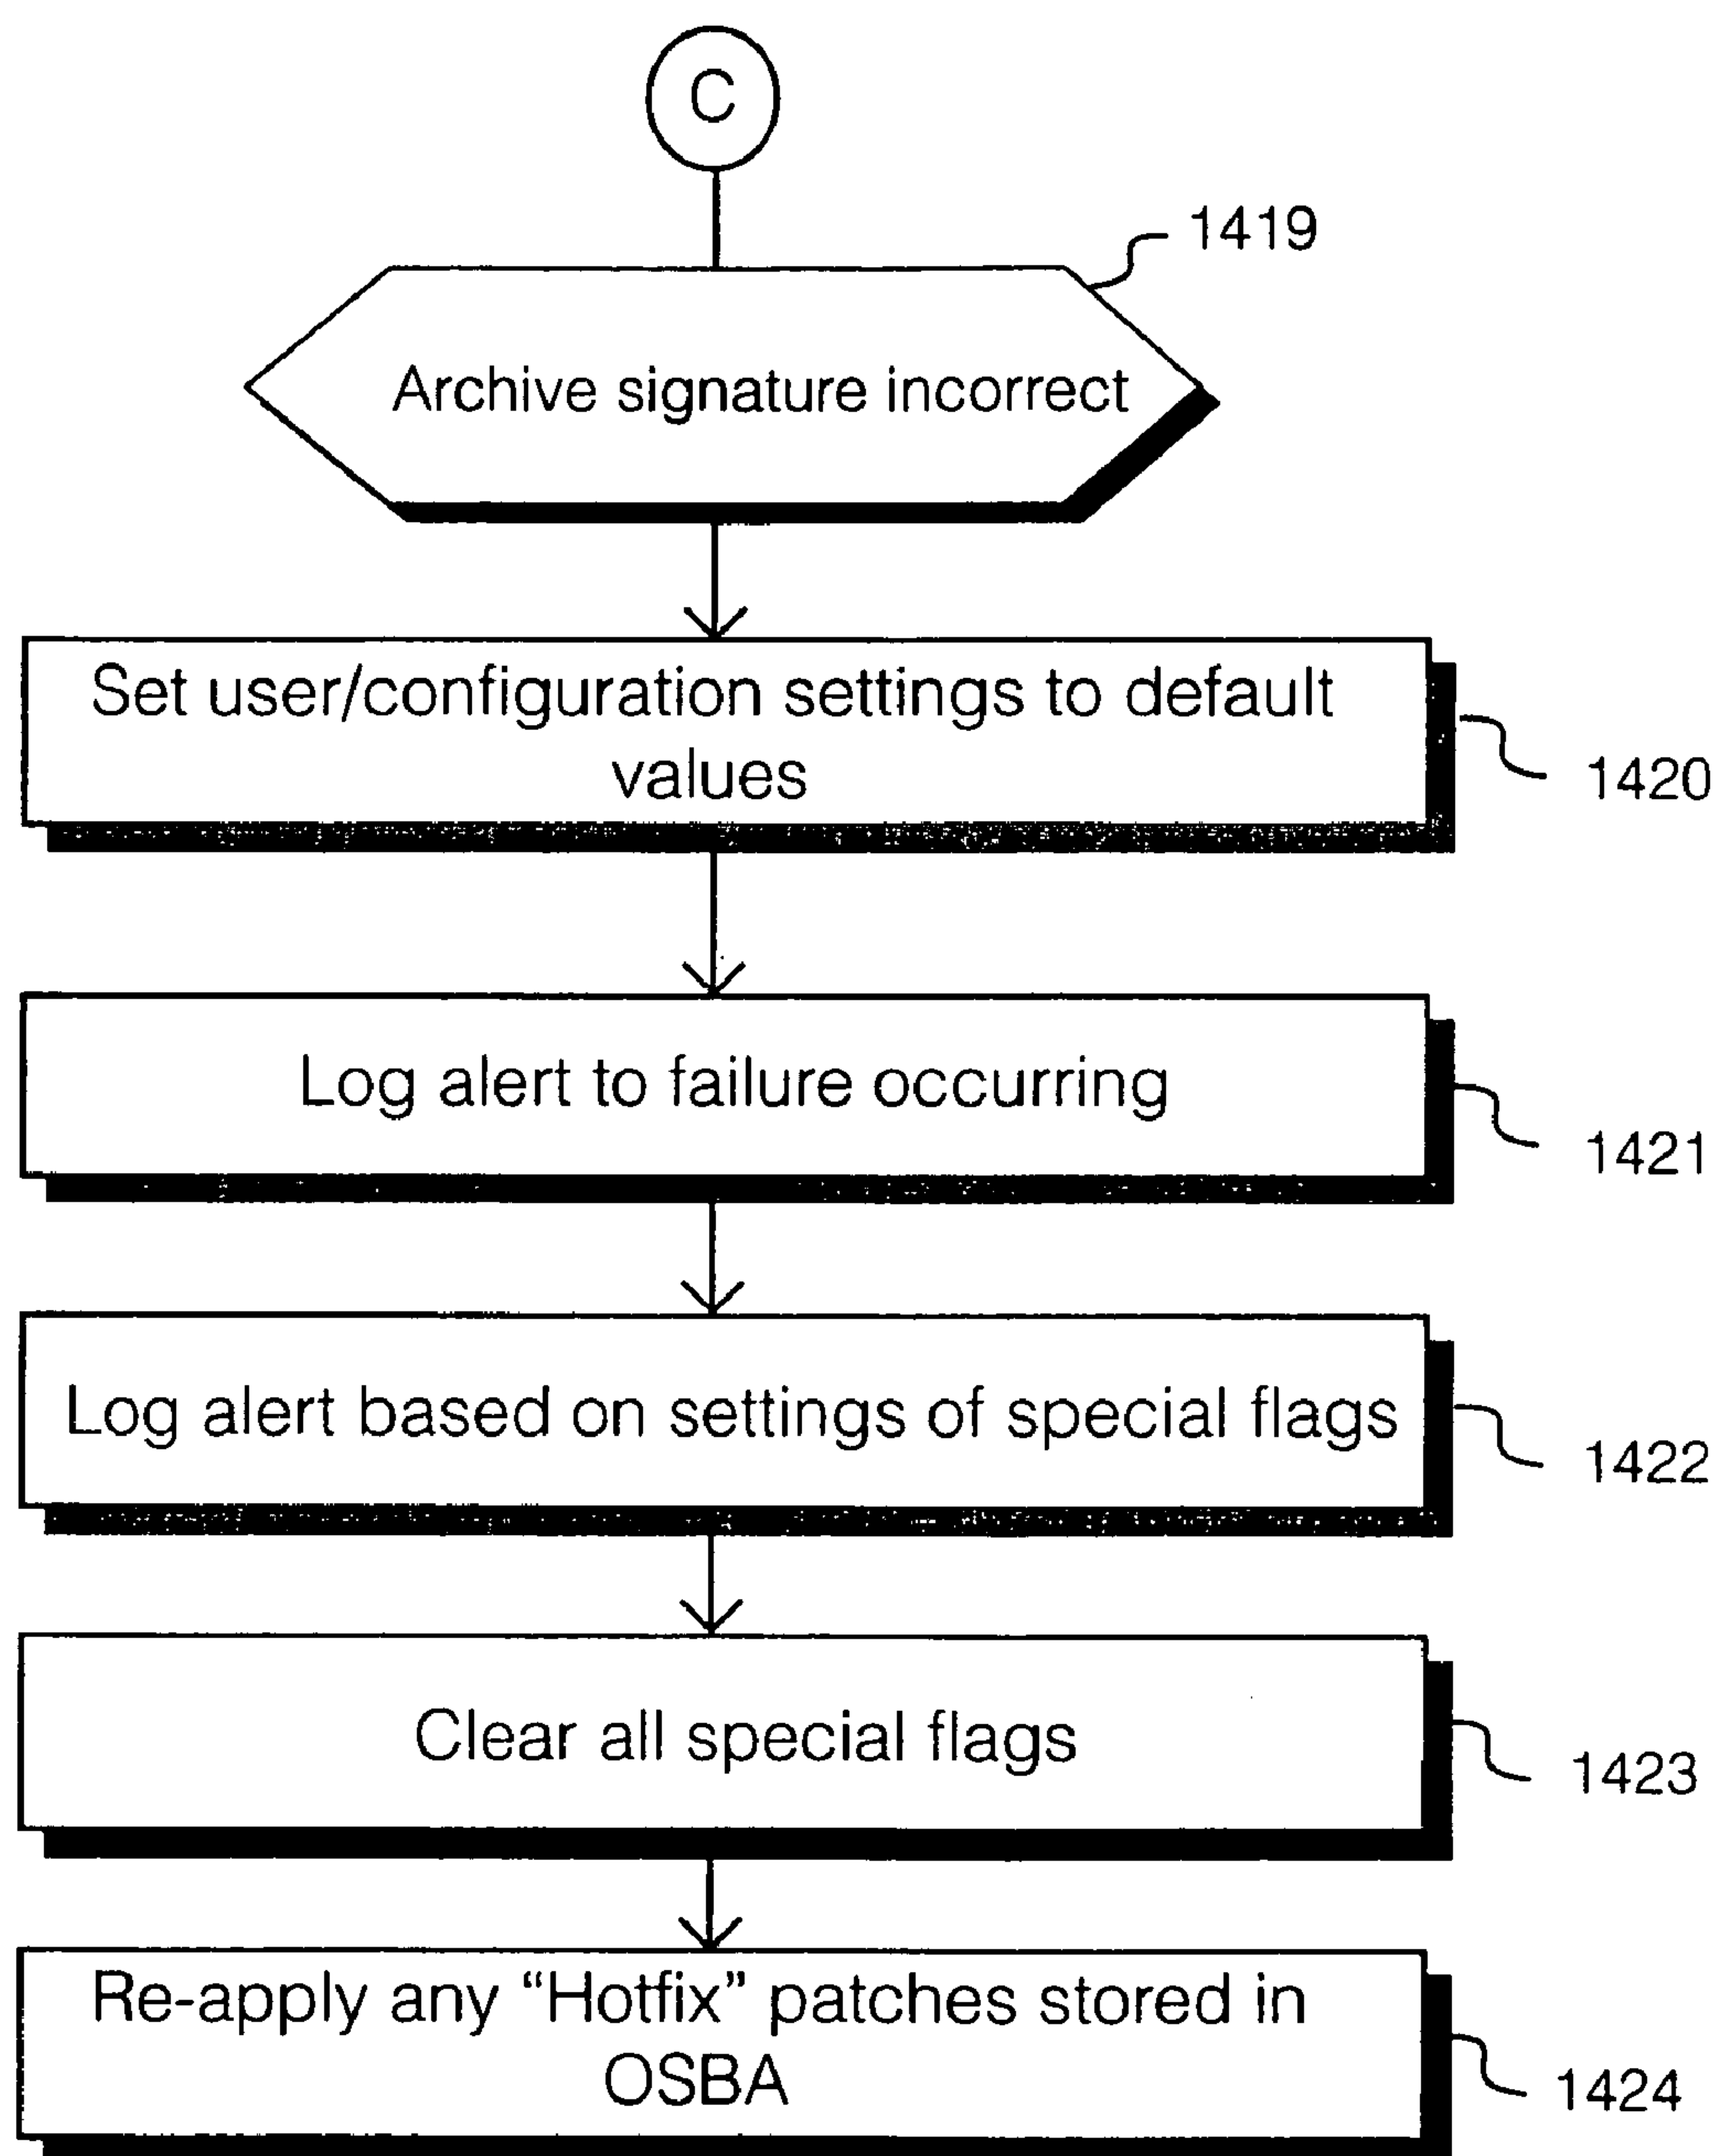 C
1419
Archive signature incorrect
Set user/configuration settings to default
values
1420
Log alert to failure occurring
1421
Log alert based on settings of special flags
1422
Clear all special flags
1423
Re-apply any “Hotfix” patches stored in
OSBA
1424